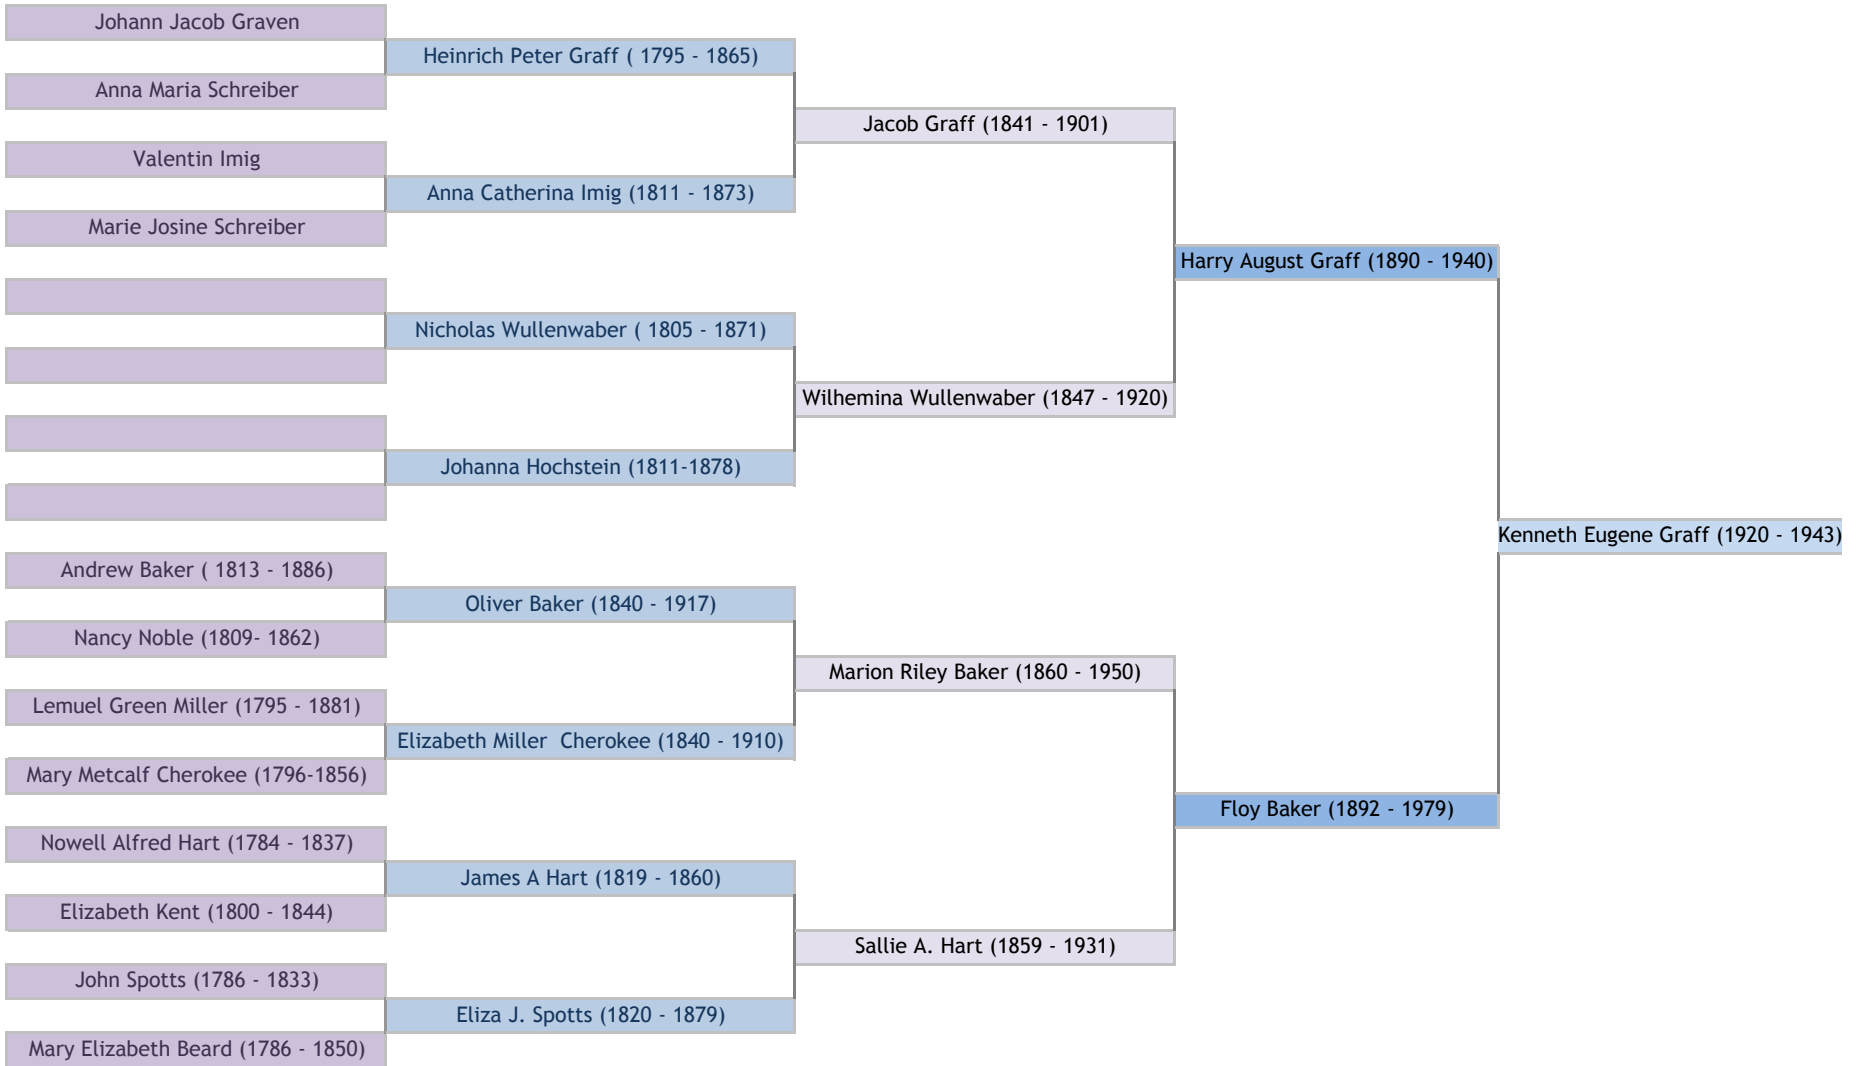 Johann Jacob Graven
Heinrich Peter Graff ( 1795 - 1865)
Anna Maria Schreiber
Jacob Graff (1841 - 1901)
Valentin Imig
Anna Catherina Imig (1811 - 1873)
Marie Josine Schreiber
Harry August Graff (1890 - 1940)
Nicholas Wullenwaber ( 1805 - 1871)
Wilhemina Wullenwaber (1847 - 1920)
Johanna Hochstein (1811-1878)
Kenneth Eugene Graff (1920 - 1943)
Andrew Baker ( 1813 - 1886)
Oliver Baker (1840 - 1917)
Nancy Noble (1809- 1862)
Marion Riley Baker (1860 - 1950)
Lemuel Green Miller (1795 - 1881)
Elizabeth Miller  Cherokee (1840 - 1910)
Mary Metcalf Cherokee (1796-1856)
Floy Baker (1892 - 1979)
Nowell Alfred Hart (1784 - 1837)
James A Hart (1819 - 1860)
Elizabeth Kent (1800 - 1844)
Sallie A. Hart (1859 - 1931)
John Spotts (1786 - 1833)
Eliza J. Spotts (1820 - 1879)
Mary Elizabeth Beard (1786 - 1850)